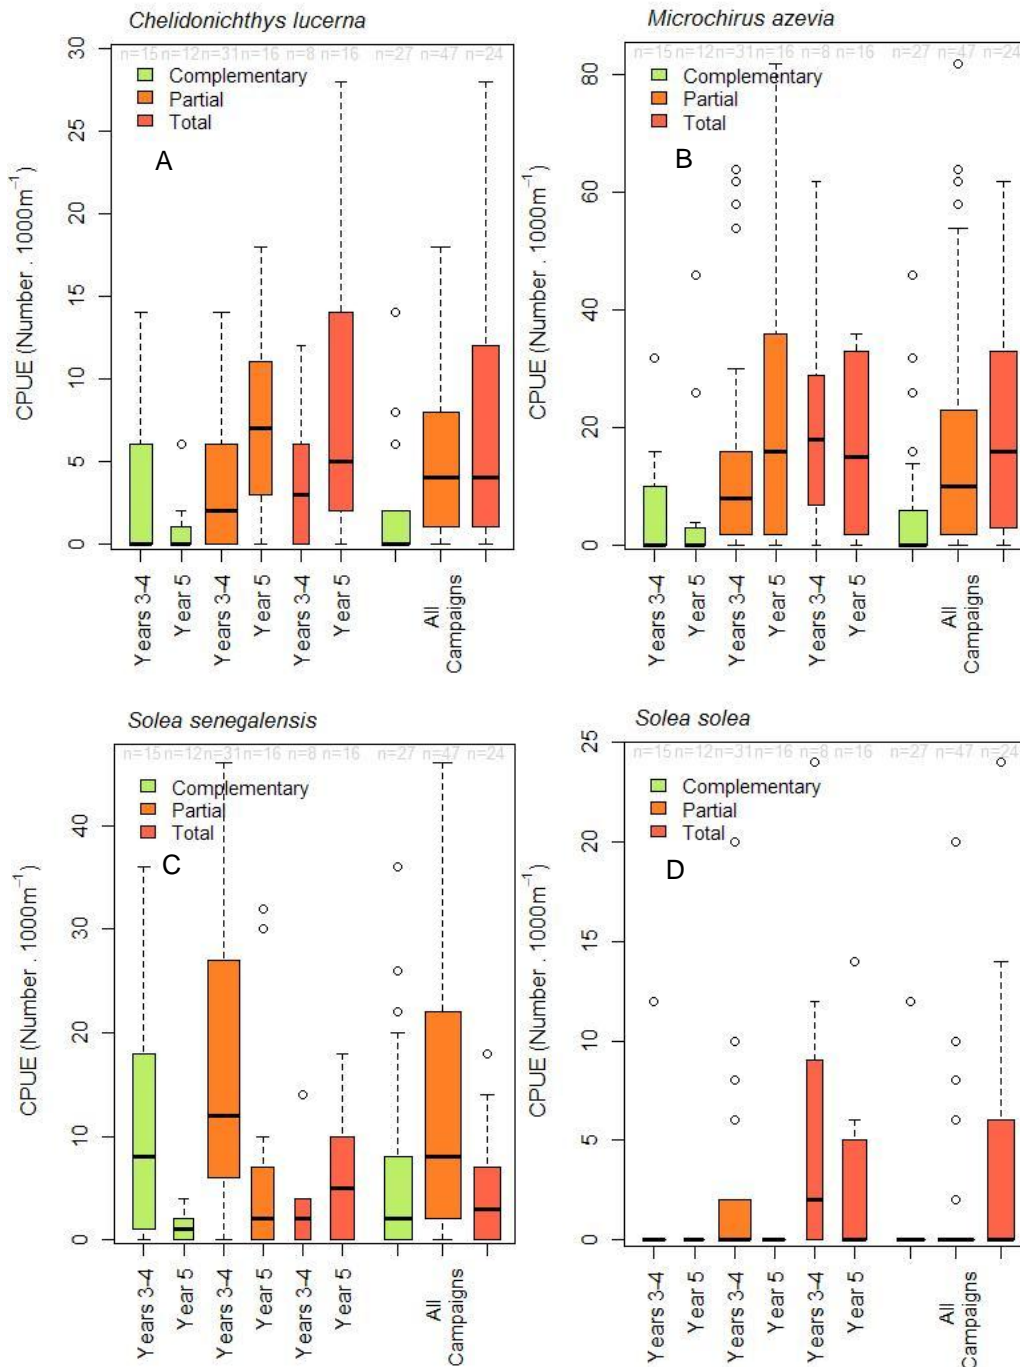 Chelidonichthys lucerna
n=15 n=12 n=31 n=16 n=8 n=16 n=27 n=47 n=24
Complementary
Partial
Total
A
CPUE (Number . 1000m⁻¹)
30
25
20
15
10
5
0
Years 3-4
Year 5
Years 3-4
Year 5
Years 3-4
Year 5
All
Campaigns
Microchirus azevia
n=15 n=12 n=31 n=16 n=8 n=16 n=27 n=47 n=24
Complementary
Partial
Total
B
CPUE (Number . 1000m⁻¹)
80
60
40
20
0
Years 3-4
Year 5
Years 3-4
Year 5
Years 3-4
Year 5
All
Campaigns
Solea senegalensis
n=15 n=12 n=31 n=16 n=8 n=16 n=27 n=47 n=24
Complementary
Partial
Total
C
CPUE (Number . 1000m⁻¹)
40
30
20
10
0
Years 3-4
Year 5
Years 3-4
Year 5
Years 3-4
Year 5
All
Campaigns
Solea solea
n=15 n=12 n=31 n=16 n=8 n=16 n=27 n=47 n=24
Complementary
Partial
Total
D
CPUE (Number . 1000m⁻¹)
25
20
15
10
5
0
Years 3-4
Year 5
Years 3-4
Year 5
Years 3-4
Year 5
All
Campaigns